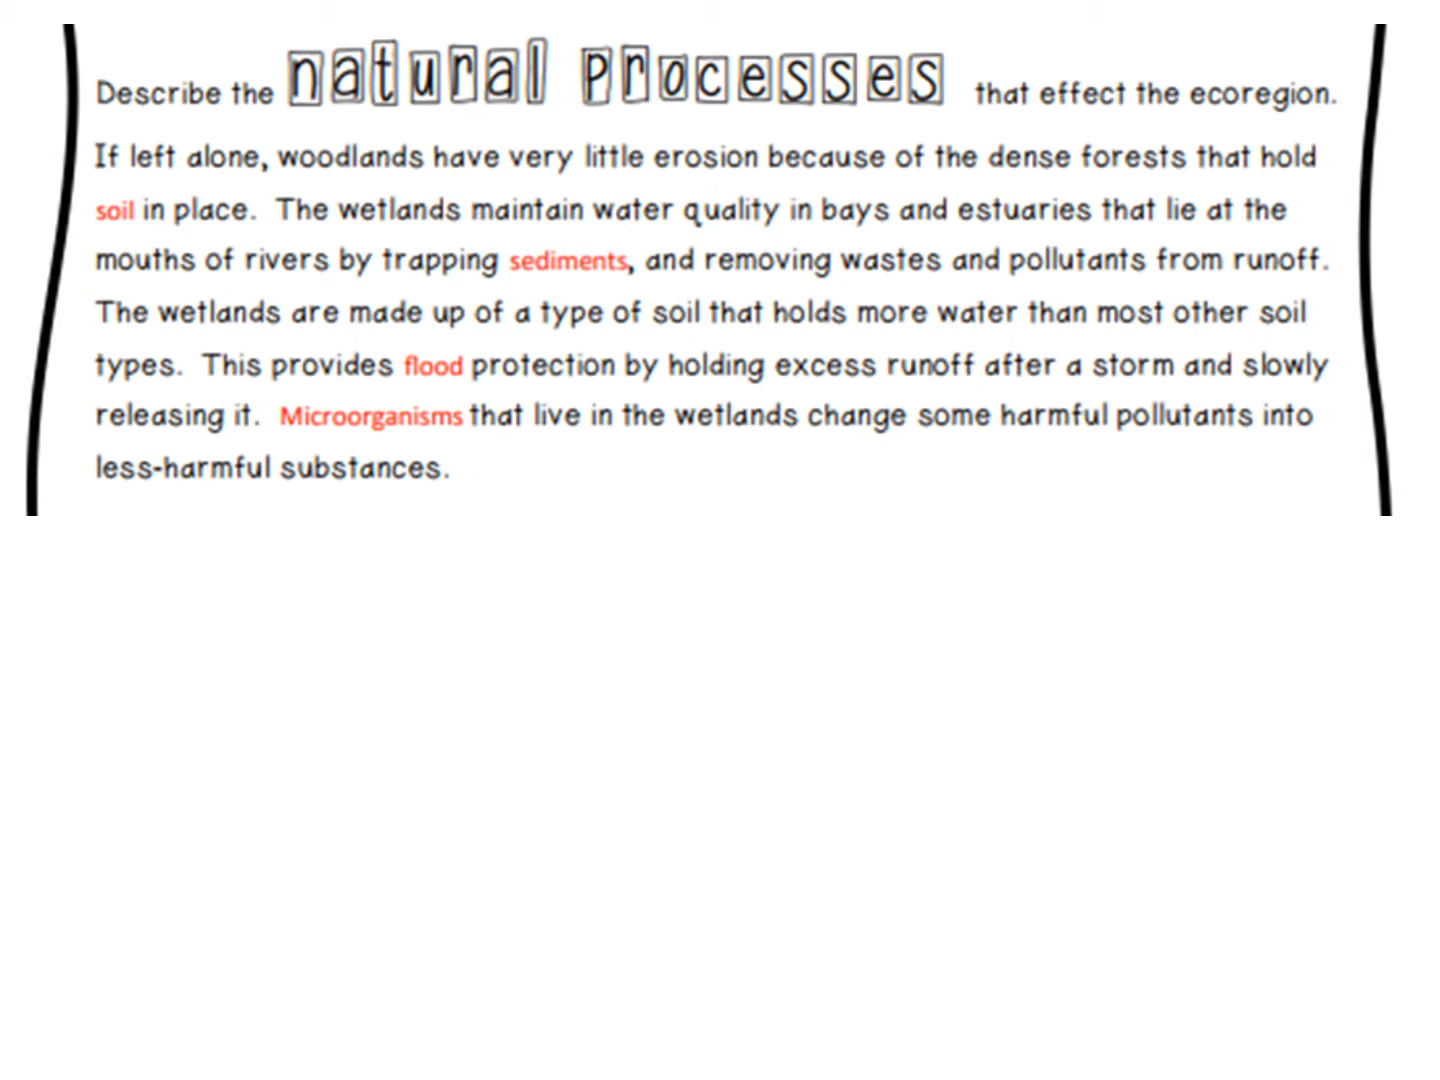 Describe the natural processes that effect the ecoregion.
If left alone, woodlands have very little erosion because of the dense forests that hold
soil in place. The wetlands maintain water quality in bays and estuaries that lie at the
mouths of rivers by trapping sediments, and removing wastes and pollutants from runoff.
The wetlands are made up of a type of soil that holds more water than most other soil
types. This provides flood protection by holding excess runoff after a storm and slowly
releasing it. Microorganisms that live in the wetlands change some harmful pollutants into
less-harmful substances.